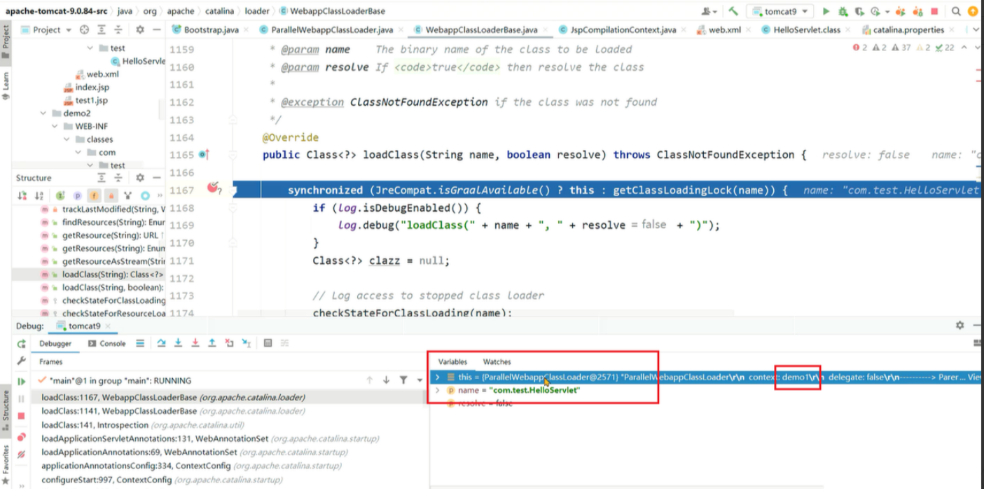 apache-tomcat-9.0.84-src › java › org › apache › catalina › loader › WebappClassLoaderBase
tomcat9
Project
Bootstrap.java
ParallelWebappClassLoader.java
WebappClassLoaderBase.java
JspCompilationContext.java
web.xml
HelloServlet.class
catalina.properties
test
HelloServle
web.xml
index.jsp
test1.jsp
demo2
WEB-INF
classes
com
test
Project
Learn
Structure
Favorites
1159 * @param name The binary name of the class to be loaded
1160 * @param resolve If <code>true</code> then resolve the class
1161 *
1162 * @exception ClassNotFoundException if the class was not found
1163 */
1164 @Override
1165 public Class<?> loadClass(String name, boolean resolve) throws ClassNotFoundException { resolve: false name: "c
1166
1167 synchronized (JreCompat.isGraalAvailable() ? this : getClassLoadingLock(name)) { name: "com.test.HelloServlet
1168 if (log.isDebugEnabled()) {
1169 log.debug("loadClass(" + name + ", " + resolve = false + ")");
1170 }
1171 Class<?> clazz = null;
1172
1173 // Log access to stopped class loader
1174 checkStateForClassLoading(name);
2 2 37 2 22
Structure
trackLastModified(String, W
findResources(String): Enum
getResource(String): URL
getResources(String): Enum
getResourceAsStream(String)
loadClass(String): Class<?>
loadClass(String, boolean):
checkStateForClassLoading
checkStateForResourceLoa
Debug: tomcat9
Debugger Console
Frames
"main"@1 in group "main": RUNNING
loadClass:1167, WebappClassLoaderBase (org.apache.catalina.loader)
loadClass:1141, WebappClassLoaderBase (org.apache.catalina.loader)
loadClass:141, Introspection (org.apache.catalina.util)
loadApplicationServletAnnotations:131, WebAnnotationSet (org.apache.catalina.startup)
loadApplicationAnnotations:69, WebAnnotationSet (org.apache.catalina.startup)
applicationAnnotationsConfig:334, ContextConfig (org.apache.catalina.startup)
configureStart:997, ContextConfig (org.apache.catalina.startup)
Variables Watches
this = {ParallelWebappClassLoader@2571} "ParallelWebappClassLoader\r\n context: demo1\r\n delegate: false\r\n----------> Parer ... View
name = "com.test.HelloServlet"
resolve = false